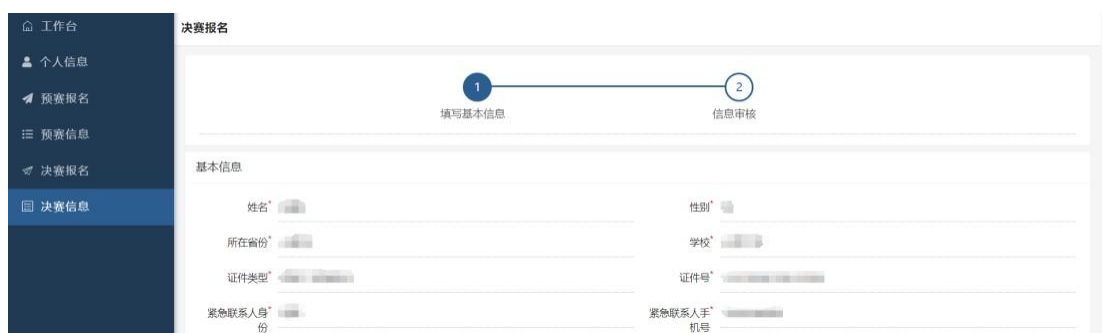 工作台
个人信息
预赛报名
预赛信息
决赛报名
决赛信息
决赛报名
1
2
填写基本信息
信息审核
基本信息
姓名*
性别*
所在省份*
学校*
证件类型*
证件号*
紧急联系人身*
份
紧急联系人手*
机号